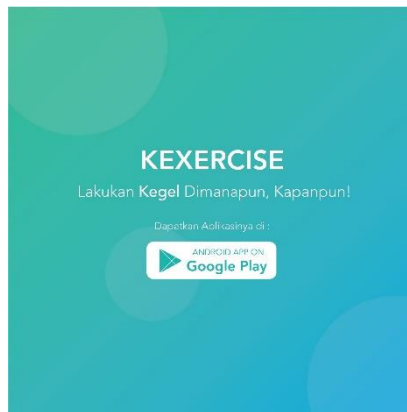 KEXERCISE
Lakukan Kegel Dimanapun, Kapanpun!
Dapatkan Aplikasinya di :
ANDROID APP ON
Google Play